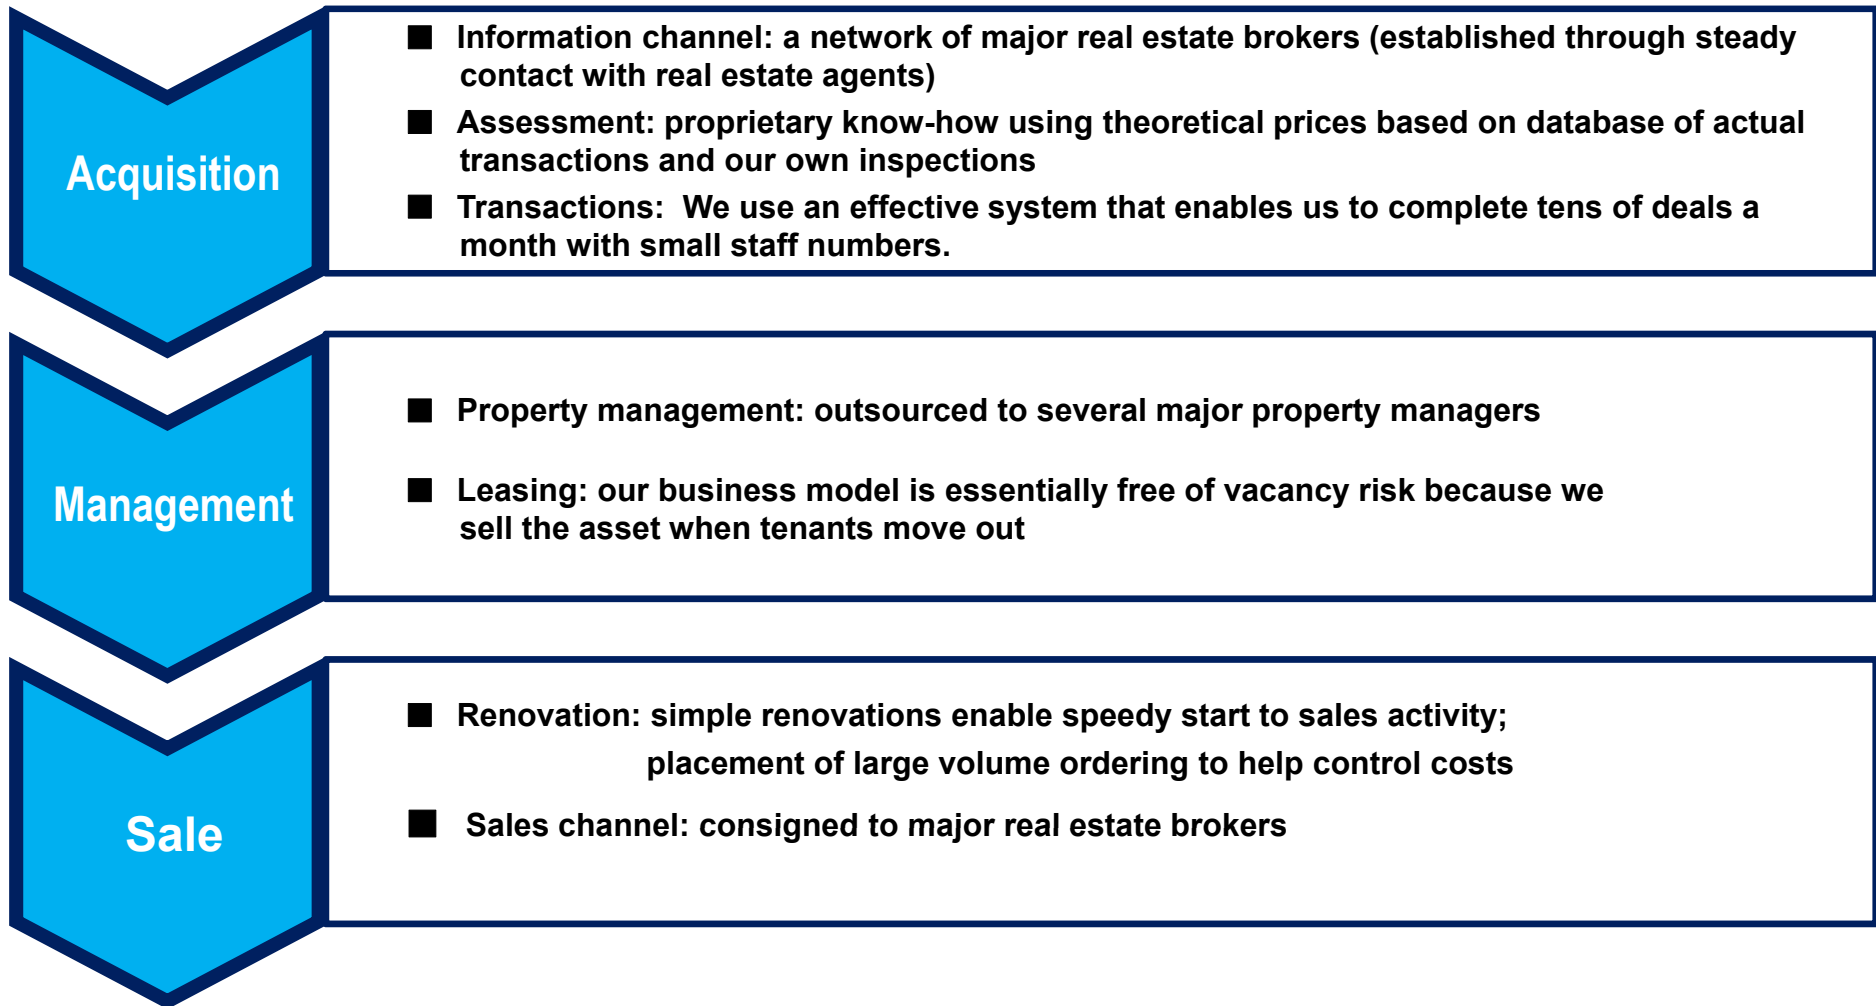 Acquisition
■ Information channel: a network of major real estate brokers (established through steady
contact with real estate agents)
■ Assessment: proprietary know-how using theoretical prices based on database of actual
transactions and our own inspections
■ Transactions: We use an effective system that enables us to complete tens of deals a
month with small staff numbers.
Management
■ Property management: outsourced to several major property managers
■ Leasing: our business model is essentially free of vacancy risk because we
sell the asset when tenants move out
Sale
■ Renovation: simple renovations enable speedy start to sales activity;
placement of large volume ordering to help control costs
■ Sales channel: consigned to major real estate brokers